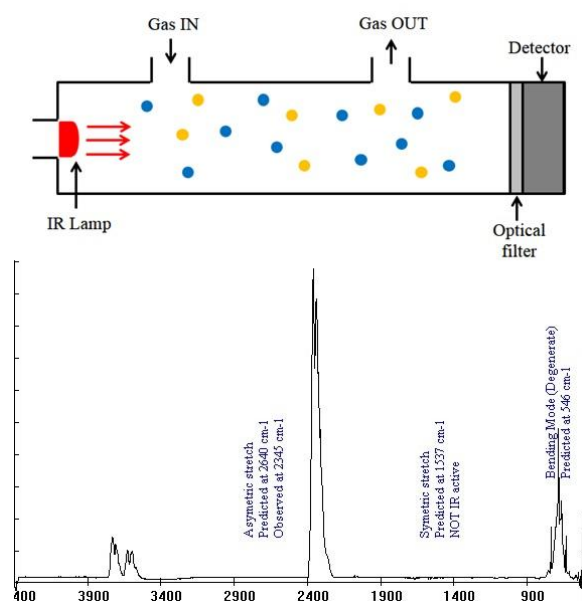 Gas IN
Gas OUT
Detector
IR Lamp
Optical
filter
Asymetric stretch
Predicted at 2640 cm-1
Observed at 2345 cm-1
Symetric stretch
Predicted at 1537 cm-1
NOT IR active
Bending Mode (Degenerate)
Predicted at 546 cm-1
3900
3400
2900
2400
1900
1400
900